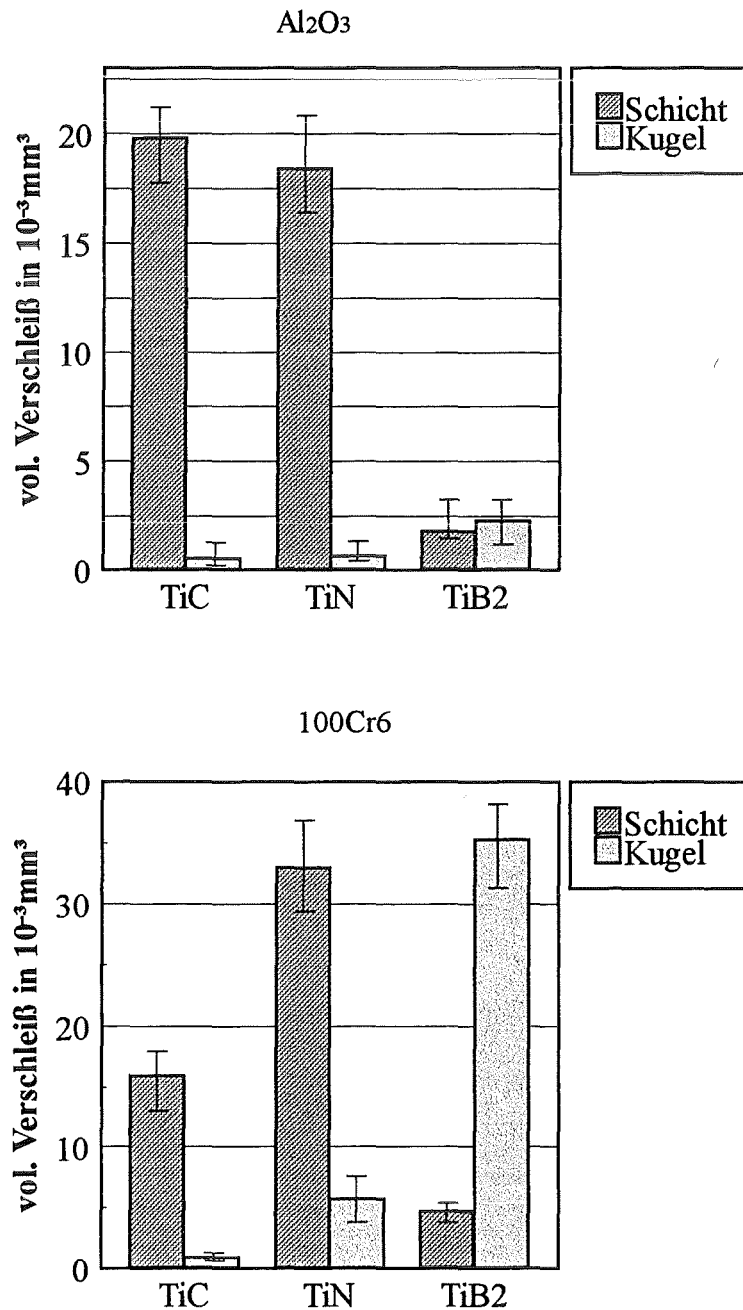 Al2O3
vol. Verschleiß in 10⁻³mm³
20
15
10
5
0
TiC TiN TiB2
Schicht
Kugel
100Cr6
vol. Verschleiß in 10⁻³mm³
40
30
20
10
0
TiC TiN TiB2
Schicht
Kugel